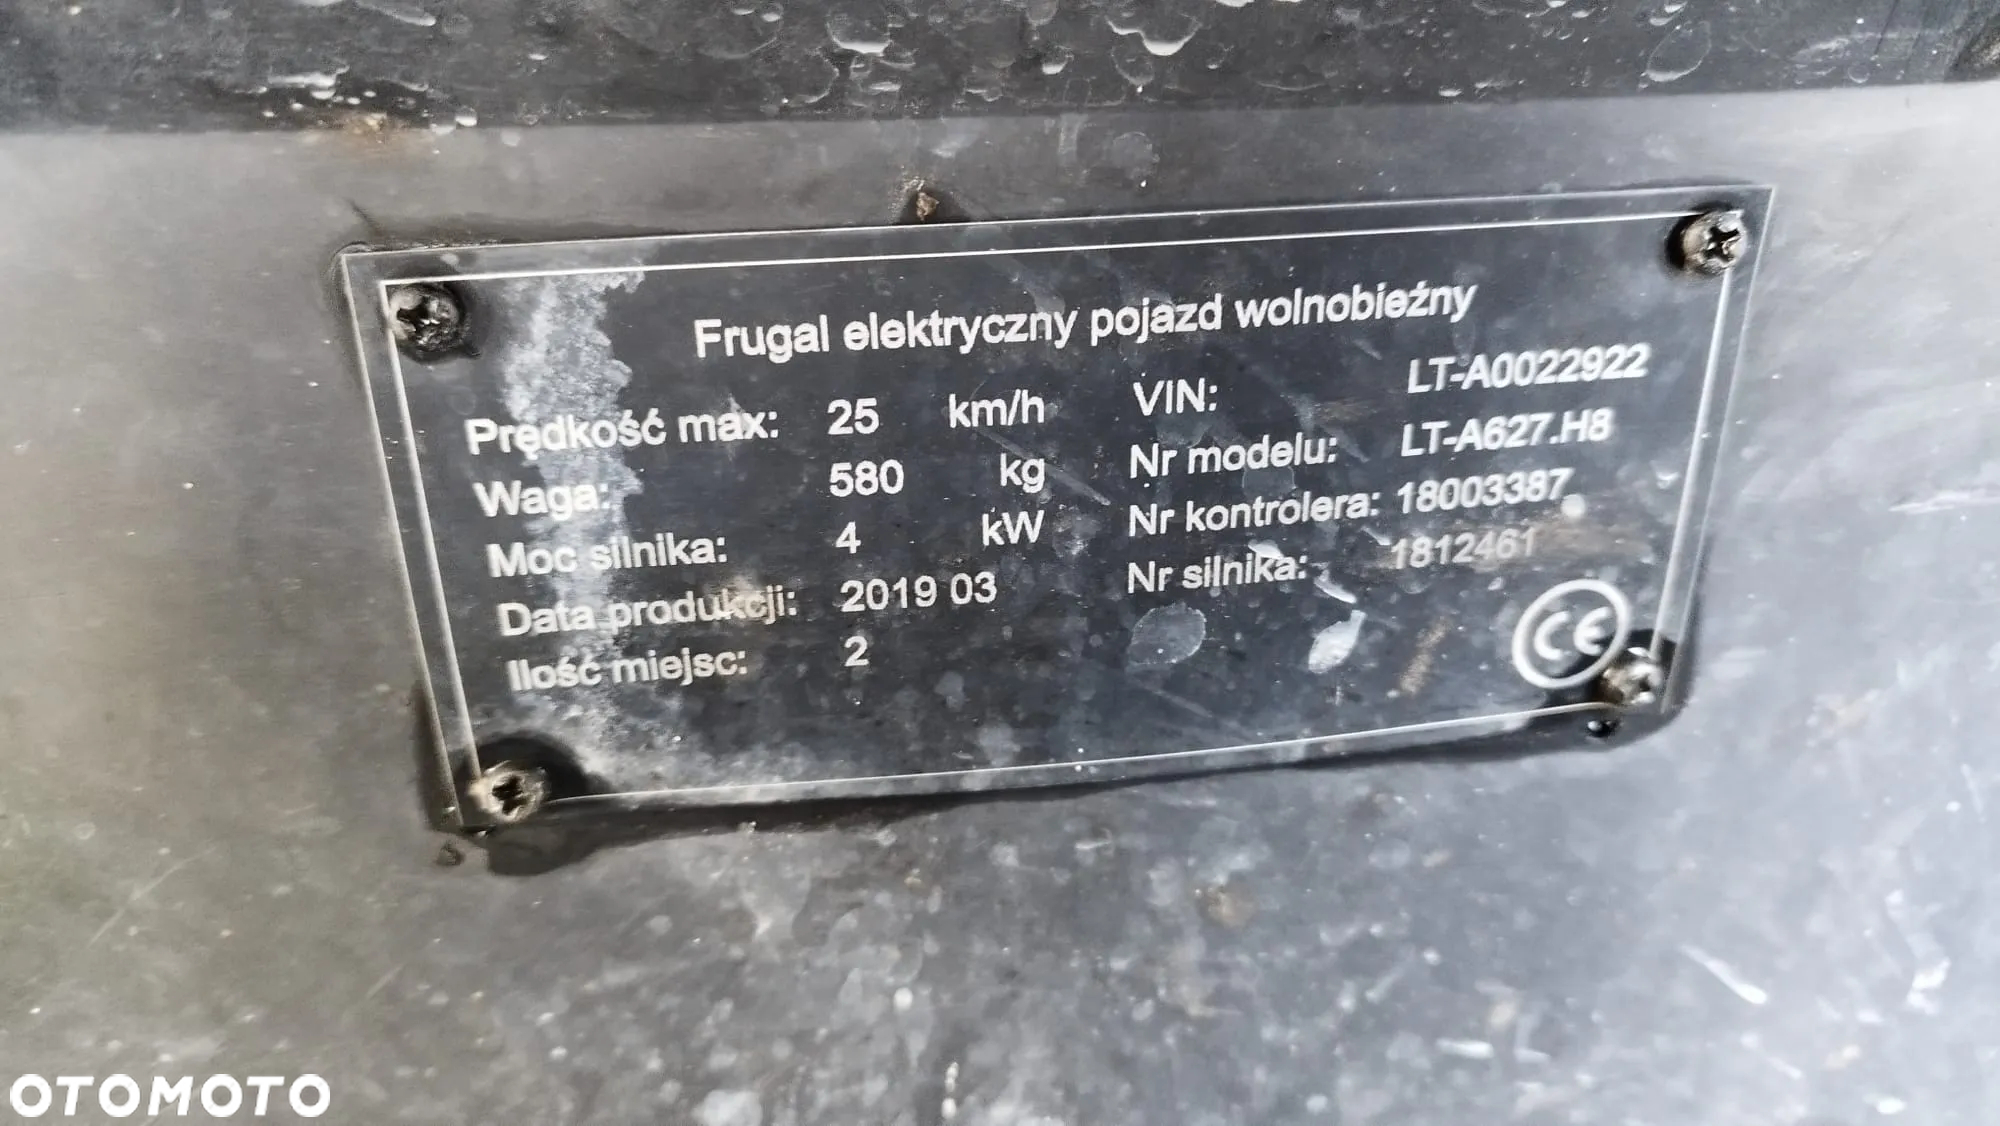 Frugal elektryczny pojazd wolnobieżny
Prędkość max: 25 km/h
Waga: 580 kg
Moc silnika: 4 kW
Data produkcji: 2019 03
Ilość miejsc: 2
VIN: LT-A0022922
Nr modelu: LT-A627.H8
Nr kontrolera: 18003387
Nr silnika: 1812461
CE
OTOMOTO